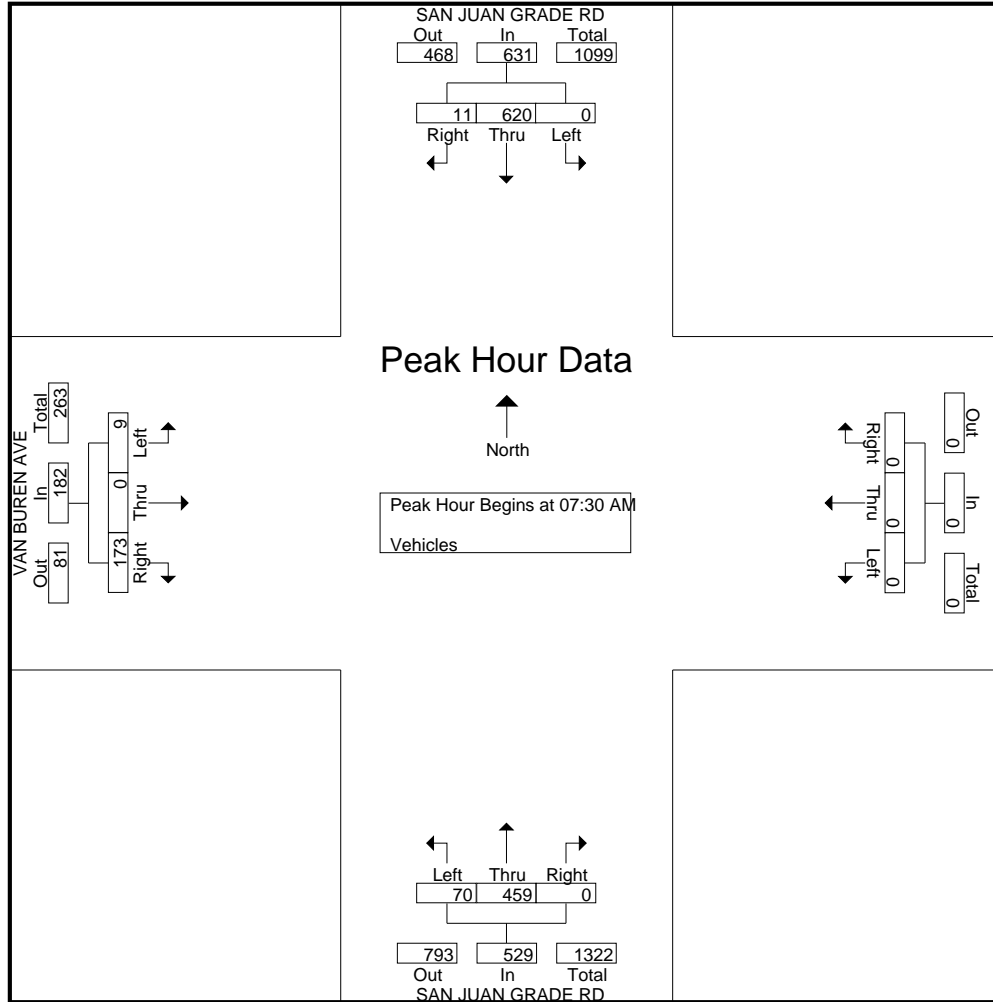 SAN JUAN GRADE RD
Out In Total
468 631 1099
11 620 0
Right Thru Left
Peak Hour Data
North
Peak Hour Begins at 07:30 AM
Vehicles
VAN BUREN AVE
Out In Total
81 182 263
173 0 9
Right Thru Left
Out In Total
0 0 0
0 0 0
Right Thru Left
Left Thru Right
70 459 0
793 529 1322
Out In Total
SAN JUAN GRADE RD